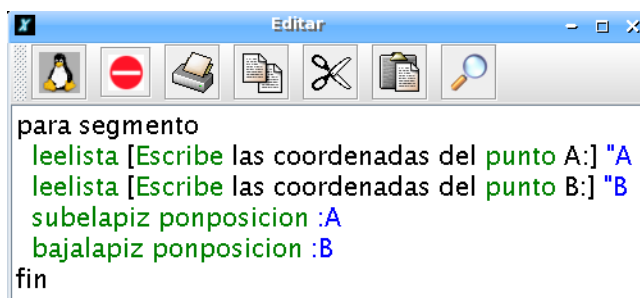 Editar
para segmento
leelista [Escribe las coordenadas del punto A:] "A
leelista [Escribe las coordenadas del punto B:] "B
subelapiz ponposicion :A
bajalapiz ponposicion :B
fin